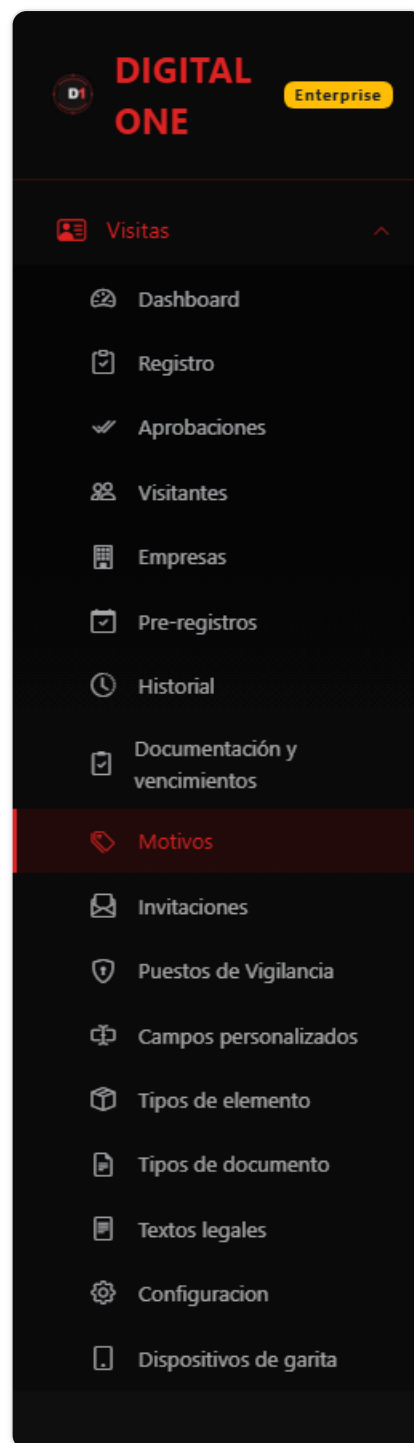 D1
DIGITAL
ONE
Enterprise
Visitas
Dashboard
Registro
Aprobaciones
Visitantes
Empresas
Pre-registros
Historial
Documentación y
vencimientos
Motivos
Invitaciones
Puestos de Vigilancia
Campos personalizados
Tipos de elemento
Tipos de documento
Textos legales
Configuracion
Dispositivos de garita